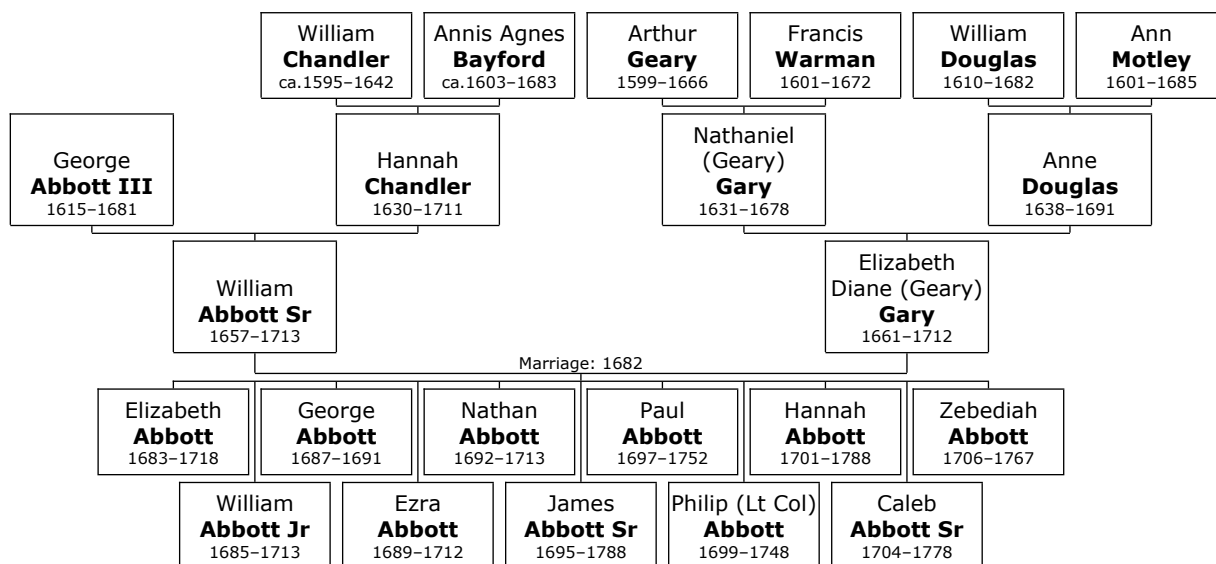 William
Chandler
ca.1595–1642
Annis Agnes
Bayford
ca.1603–1683
Arthur
Geary
1599–1666
Francis
Warman
1601–1672
William
Douglas
1610–1682
Ann
Motley
1601–1685
George
Abbott III
1615–1681
Hannah
Chandler
1630–1711
Nathaniel
(Geary)
Gary
1631–1678
Anne
Douglas
1638–1691
William
Abbott Sr
1657–1713
Elizabeth
Diane (Geary)
Gary
1661–1712
Marriage: 1682
Elizabeth
Abbott
1683–1718
George
Abbott
1687–1691
Nathan
Abbott
1692–1713
Paul
Abbott
1697–1752
Hannah
Abbott
1701–1788
Zebediah
Abbott
1706–1767
William
Abbott Jr
1685–1713
Ezra
Abbott
1689–1712
James
Abbott Sr
1695–1788
Philip (Lt Col)
Abbott
1699–1748
Caleb
Abbott Sr
1704–1778